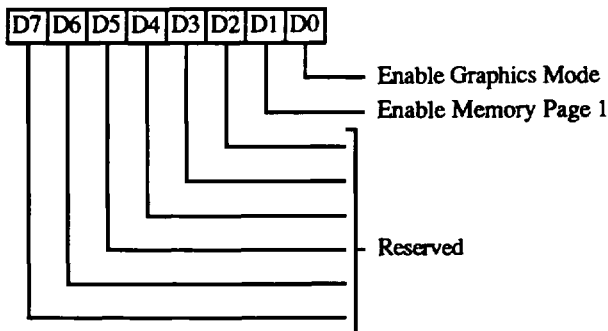 D7 D6 D5 D4 D3 D2 D1 D0
Enable Graphics Mode
Enable Memory Page 1
Reserved